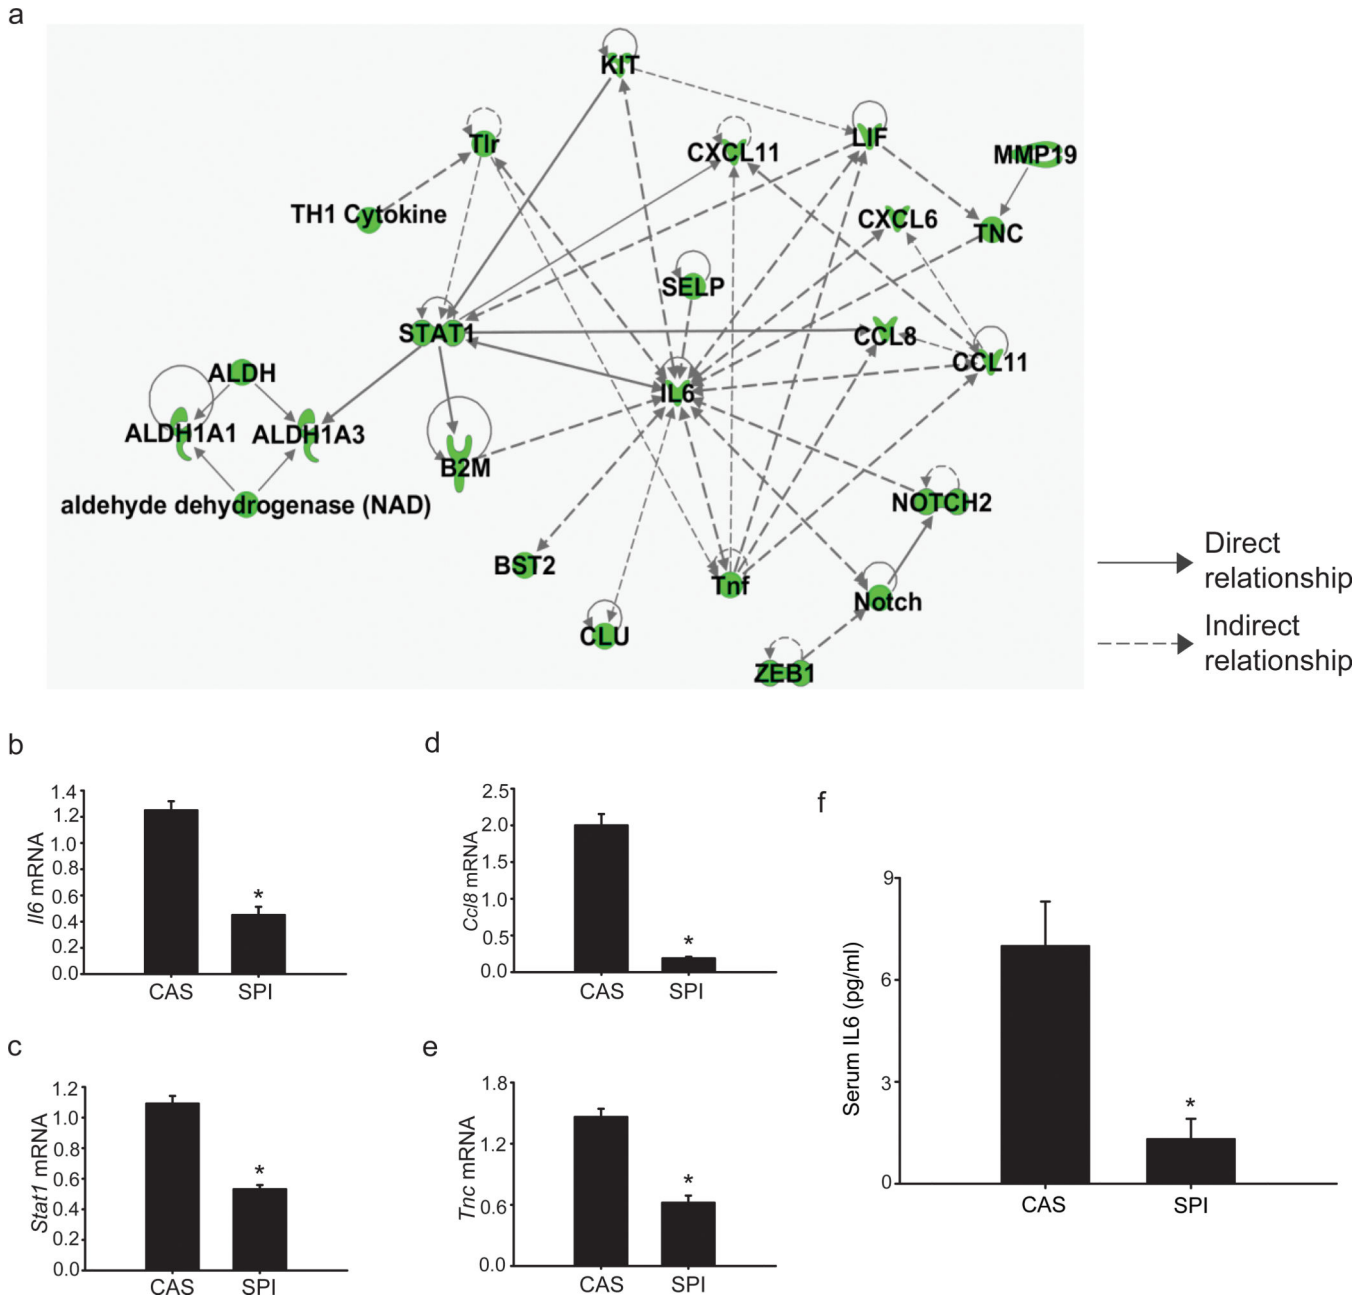 a
KIT
Tlr
CXCL11
LIF
MMP19
TH1 Cytokine
CXCL6
TNC
SELP
STAT1
CCL8
CCL11
ALDH
IL6
ALDH1A1
ALDH1A3
B2M
aldehyde dehydrogenase (NAD)
NOTCH2
BST2
Tnf
Notch
CLU
ZEB1
Direct
relationship
Indirect
relationship
b
Il6 mRNA
1.4
1.2
1.0
0.8
0.6
0.4
0.2
0.0
*
CAS
SPI
c
Stat1 mRNA
1.2
1.0
0.8
0.6
0.4
0.2
0.0
*
CAS
SPI
d
Ccl8 mRNA
2.5
2.0
1.5
1.0
0.5
0.0
*
CAS
SPI
e
Tnc mRNA
1.8
1.2
0.6
0.0
*
CAS
SPI
f
Serum IL6 (pg/ml)
9
6
3
0
*
CAS
SPI